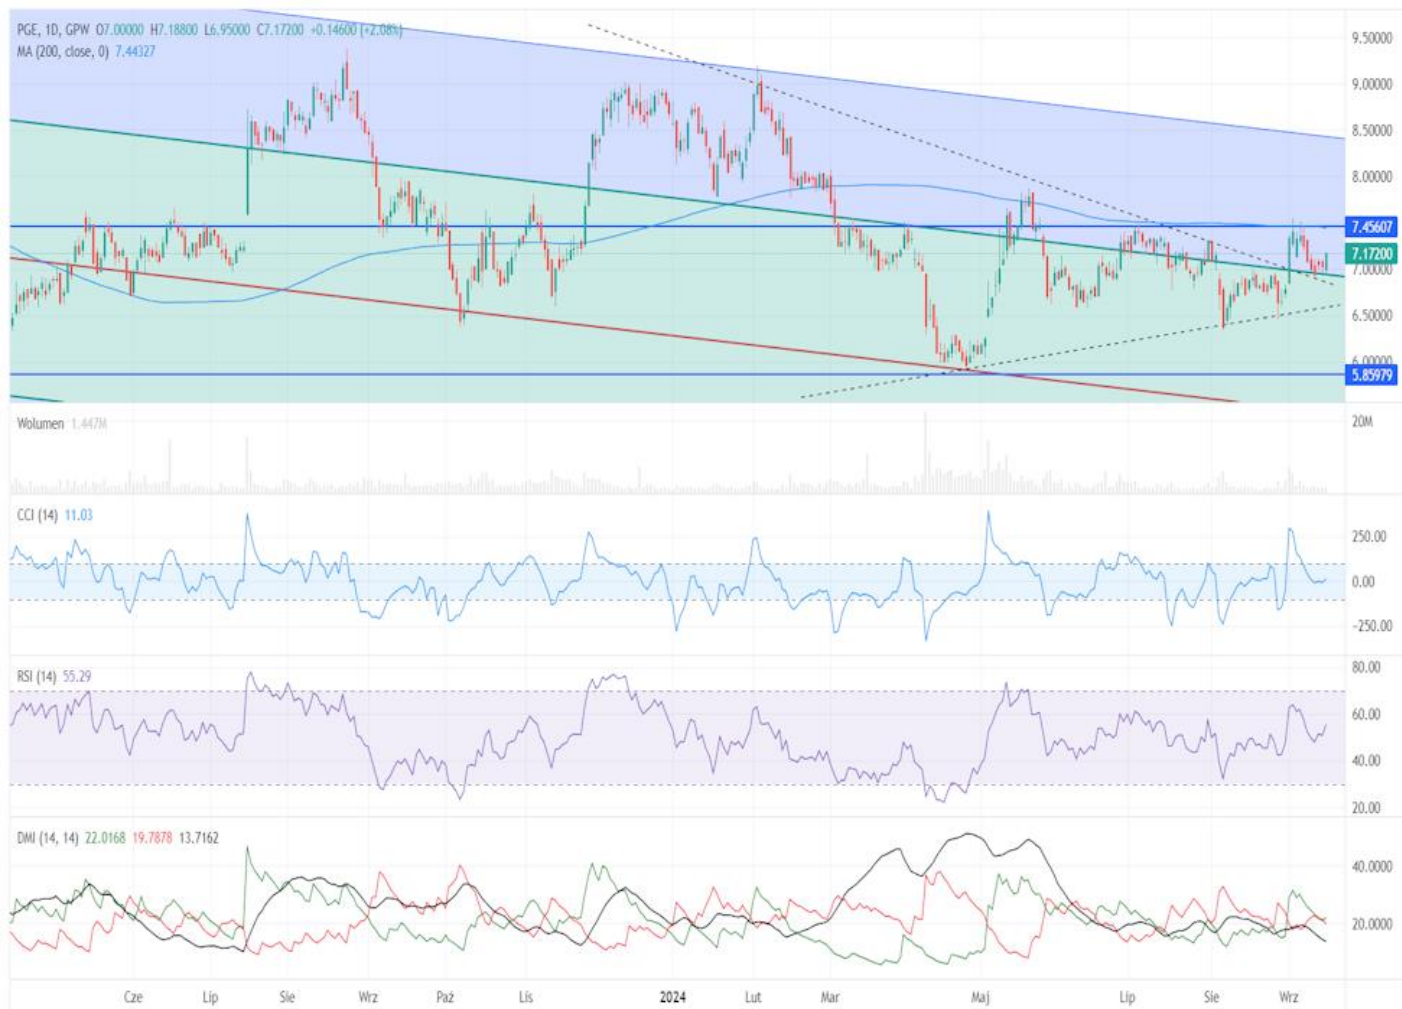 PGE, 1D, GPW O7.00000 H7.18800 L6.95000 C7.17200 +0.14600 (+2.08%)
MA (200, close, 0) 7.44327
9.50000
9.00000
8.50000
8.00000
7.45607
7.17200
7.00000
6.50000
6.00000
5.85979
Wolumen 1.447M
20M
CCI (14) 11.03
250.00
0.00
−250.00
RSI (14) 55.29
80.00
60.00
40.00
20.00
DMI (14, 14) 22.0168 19.7878 13.7162
40.0000
20.0000
Cze Lip Sie Wrz Paź Lis 2024 Lut Mar Maj Lip Sie Wrz